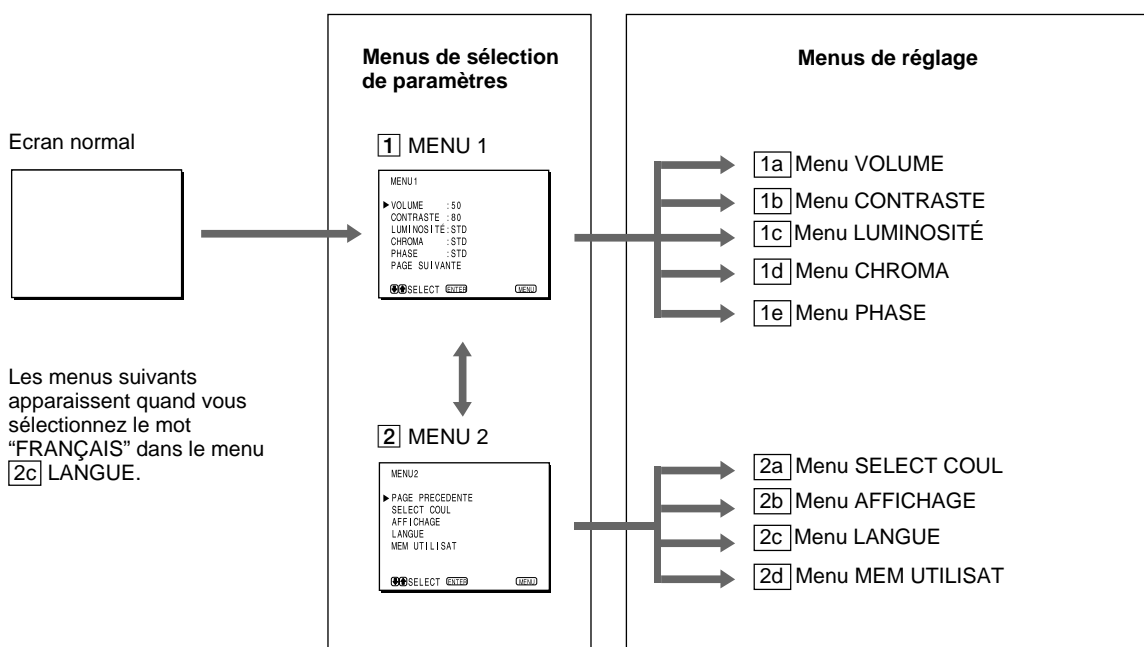 Menus de sélection
de paramètres
Menus de réglage
Ecran normal
1 MENU 1
MENU1
▶VOLUME :50
CONTRASTE :80
LUMINOSITÉ:STD
CHROMA :STD
PHASE :STD
PAGE SUIVANTE
SELECT ENTER MENU
1a Menu VOLUME
1b Menu CONTRASTE
1c Menu LUMINOSITÉ
1d Menu CHROMA
1e Menu PHASE
Les menus suivants
apparaissent quand vous
sélectionnez le mot
“FRANÇAIS” dans le menu
2c LANGUE.
2 MENU 2
MENU2
▶PAGE PRECEDENTE
SELECT COUL
AFFICHAGE
LANGUE
MEM UTILISAT
SELECT ENTER MENU
2a Menu SELECT COUL
2b Menu AFFICHAGE
2c Menu LANGUE
2d Menu MEM UTILISAT